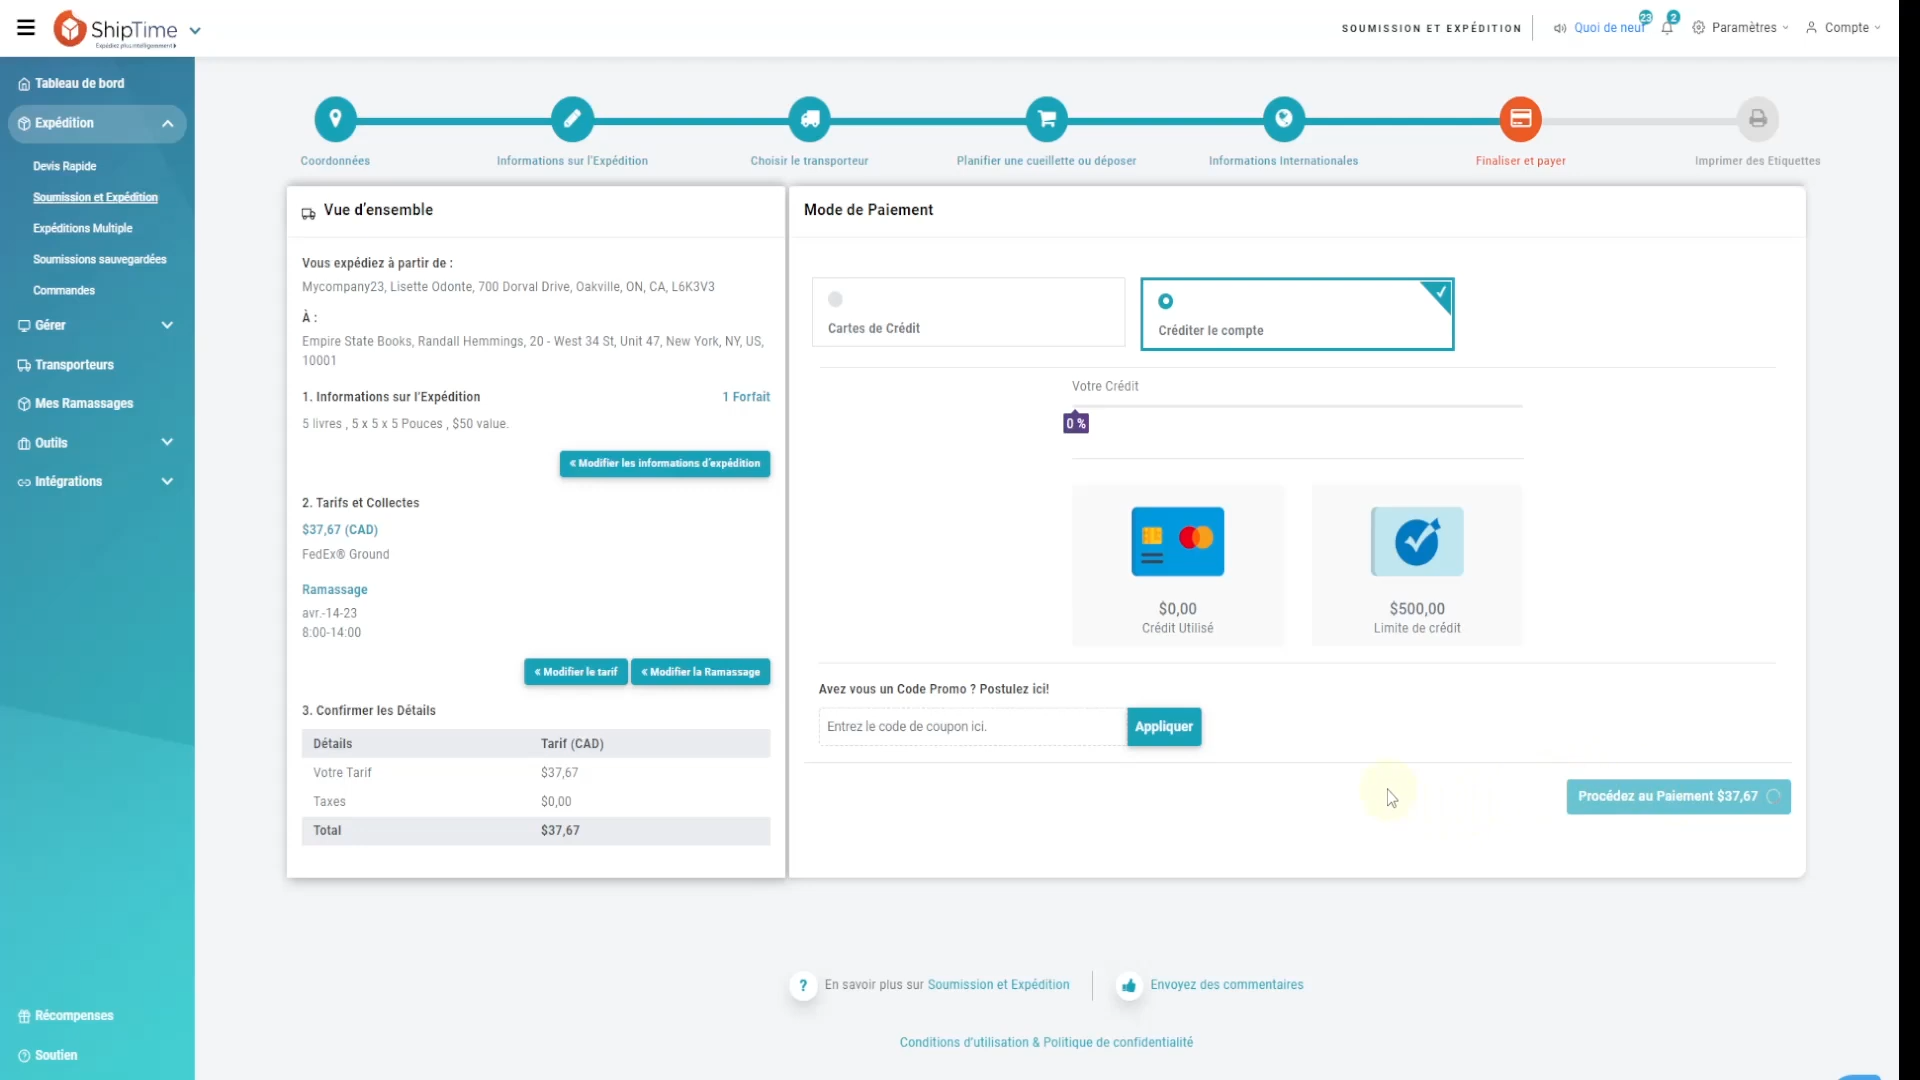 ShipTime
Expédiez plus intelligemment
SOUMISSION ET EXPÉDITION
Quoi de neuf
23
2
Paramètres
Compte
Tableau de bord
Expédition
Devis Rapide
Soumission et Expédition
Expéditions Multiple
Soumissions sauvegardées
Commandes
Gérer
Transporteurs
Mes Ramassages
Outils
Intégrations
Récompenses
Soutien
Coordonnées
Informations sur l'Expédition
Choisir le transporteur
Planifier une cueillette ou déposer
Informations Internationales
Finaliser et payer
Imprimer des Etiquettes
Vue d'ensemble
Vous expédiez à partir de :
Mycompany23, Lisette Odonte, 700 Dorval Drive, Oakville, ON, CA, L6K3V3
À :
Empire State Books, Randall Hemmings, 20 - West 34 St, Unit 47, New York, NY, US,
10001
1. Informations sur l'Expédition
1 Forfait
5 livres , 5 x 5 x 5 Pouces , $50 value.
« Modifier les informations d'expédition
2. Tarifs et Collectes
$37,67 (CAD)
FedEx® Ground
Ramassage
avr.-14-23
8:00-14:00
« Modifier le tarif
« Modifier la Ramassage
3. Confirmer les Détails
Détails Tarif (CAD)
Votre Tarif $37,67
Taxes $0,00
Total $37,67
Mode de Paiement
Cartes de Crédit
Créditer le compte
Votre Crédit
0 %
$0,00
Crédit Utilisé
$500,00
Limite de crédit
Avez vous un Code Promo ? Postulez ici!
Entrez le code de coupon ici.
Appliquer
Procédez au Paiement $37,67
? En savoir plus sur Soumission et Expédition
Envoyez des commentaires
Conditions d'utilisation & Politique de confidentialité